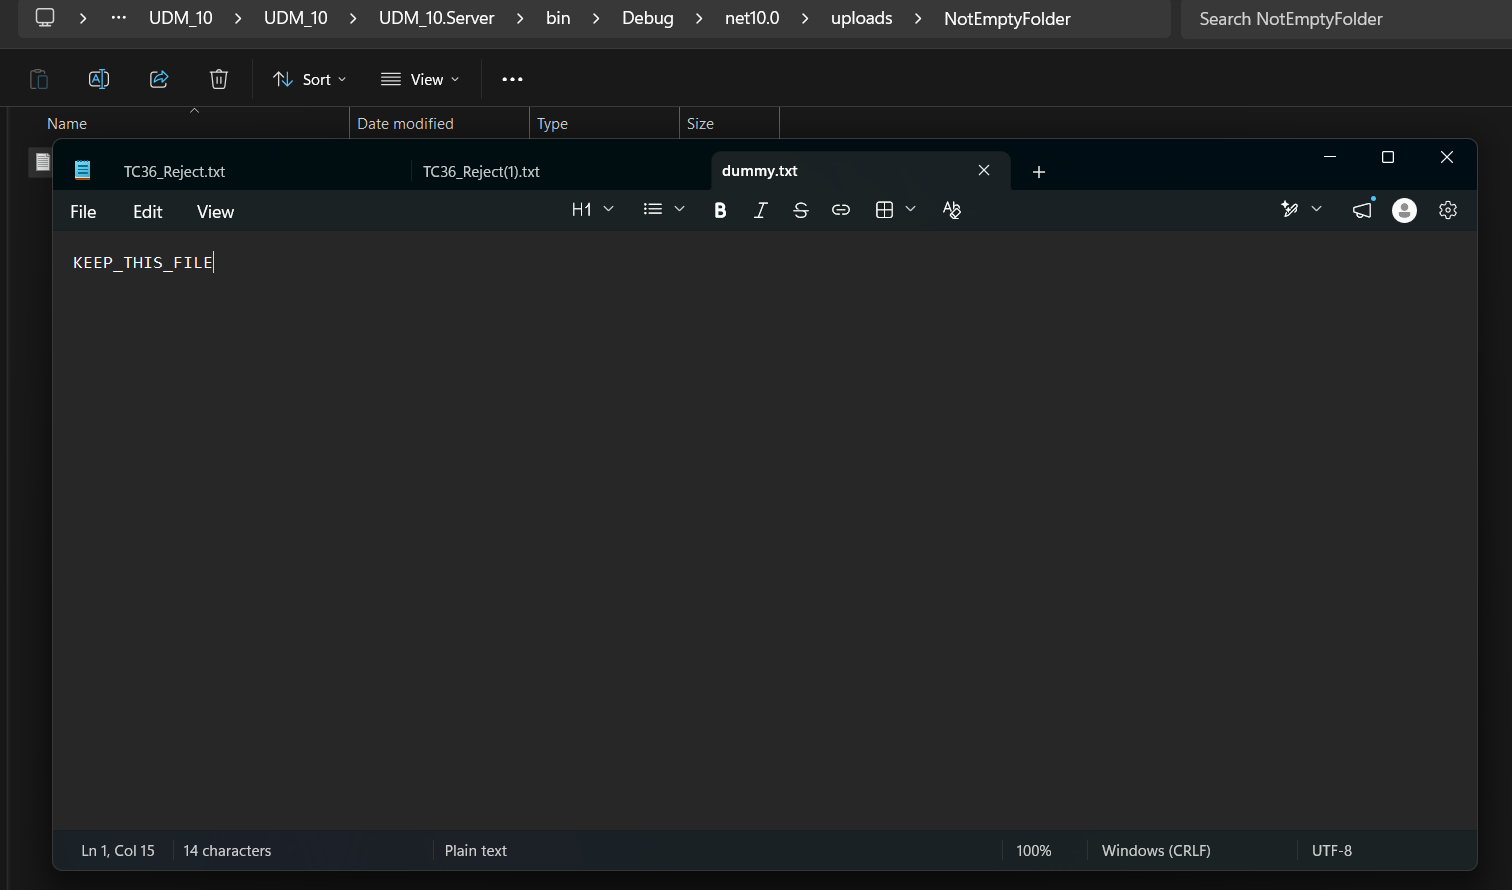 UDM_10 > UDM_10 > UDM_10.Server > bin > Debug > net10.0 > uploads > NotEmptyFolder
Search NotEmptyFolder
Sort
View
Name
Date modified
Type
Size
TC36_Reject.txt
TC36_Reject(1).txt
dummy.txt
File
Edit
View
H1
B
I
S
KEEP_THIS_FILE
Ln 1, Col 15
14 characters
Plain text
100%
Windows (CRLF)
UTF-8